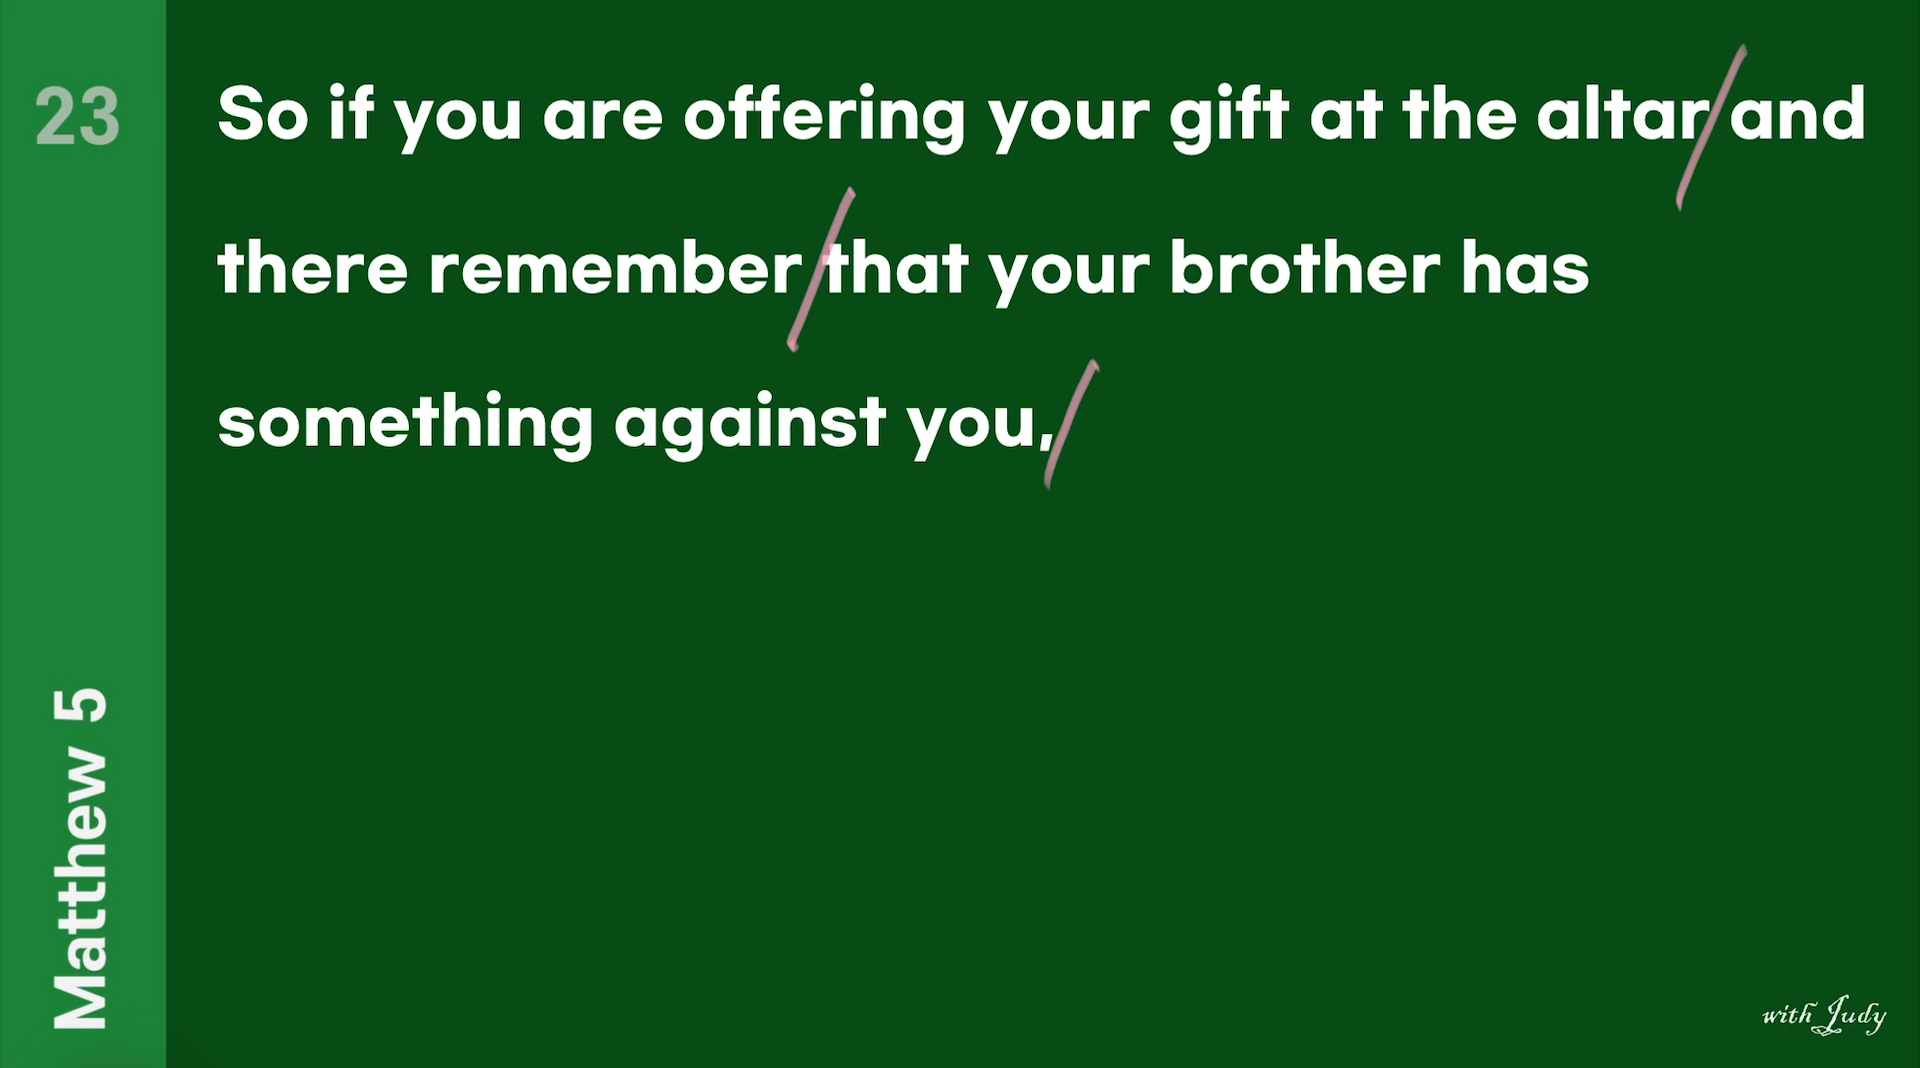 23
So if you are offering your gift at the altar and
there remember that your brother has
something against you,
Matthew 5
with Judy